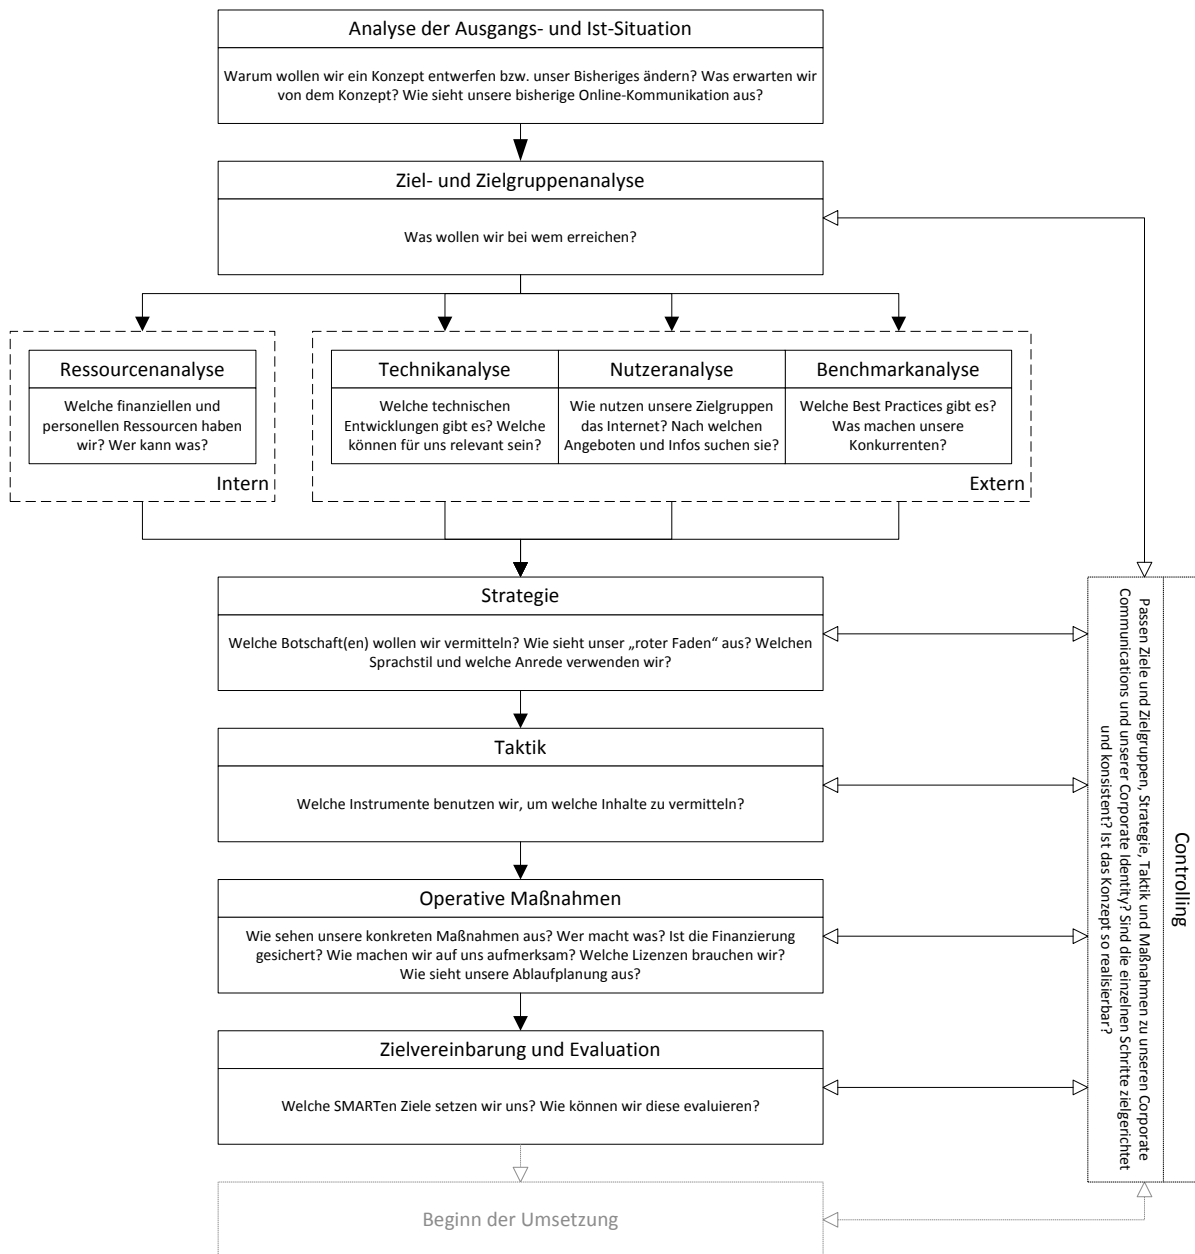 Analyse der Ausgangs- und Ist-Situation
Warum wollen wir ein Konzept entwerfen bzw. unser Bisheriges ändern? Was erwarten wir
von dem Konzept? Wie sieht unsere bisherige Online-Kommunikation aus?
Ziel- und Zielgruppenanalyse
Was wollen wir bei wem erreichen?
Ressourcenanalyse
Welche finanziellen und
personellen Ressourcen haben
wir? Wer kann was?
Intern
Technikanalyse
Welche technischen
Entwicklungen gibt es? Welche
können für uns relevant sein?
Nutzeranalyse
Wie nutzen unsere Zielgruppen
das Internet? Nach welchen
Angeboten und Infos suchen sie?
Benchmarkanalyse
Welche Best Practices gibt es?
Was machen unsere
Konkurrenten?
Extern
Strategie
Welche Botschaft(en) wollen wir vermitteln? Wie sieht unser „roter Faden“ aus? Welchen
Sprachstil und welche Anrede verwenden wir?
Taktik
Welche Instrumente benutzen wir, um welche Inhalte zu vermitteln?
Operative Maßnahmen
Wie sehen unsere konkreten Maßnahmen aus? Wer macht was? Ist die Finanzierung
gesichert? Wie machen wir auf uns aufmerksam? Welche Lizenzen brauchen wir?
Wie sieht unsere Ablaufplanung aus?
Zielvereinbarung und Evaluation
Welche SMARTen Ziele setzen wir uns? Wie können wir diese evaluieren?
Beginn der Umsetzung
Controlling
Passen Ziele und Zielgruppen, Strategie, Taktik und Maßnahmen zu unseren Corporate
Communications und unserer Corporate Identity? Sind die einzelnen Schritte zielgerichtet
und konsistent? Ist das Konzept so realisierbar?